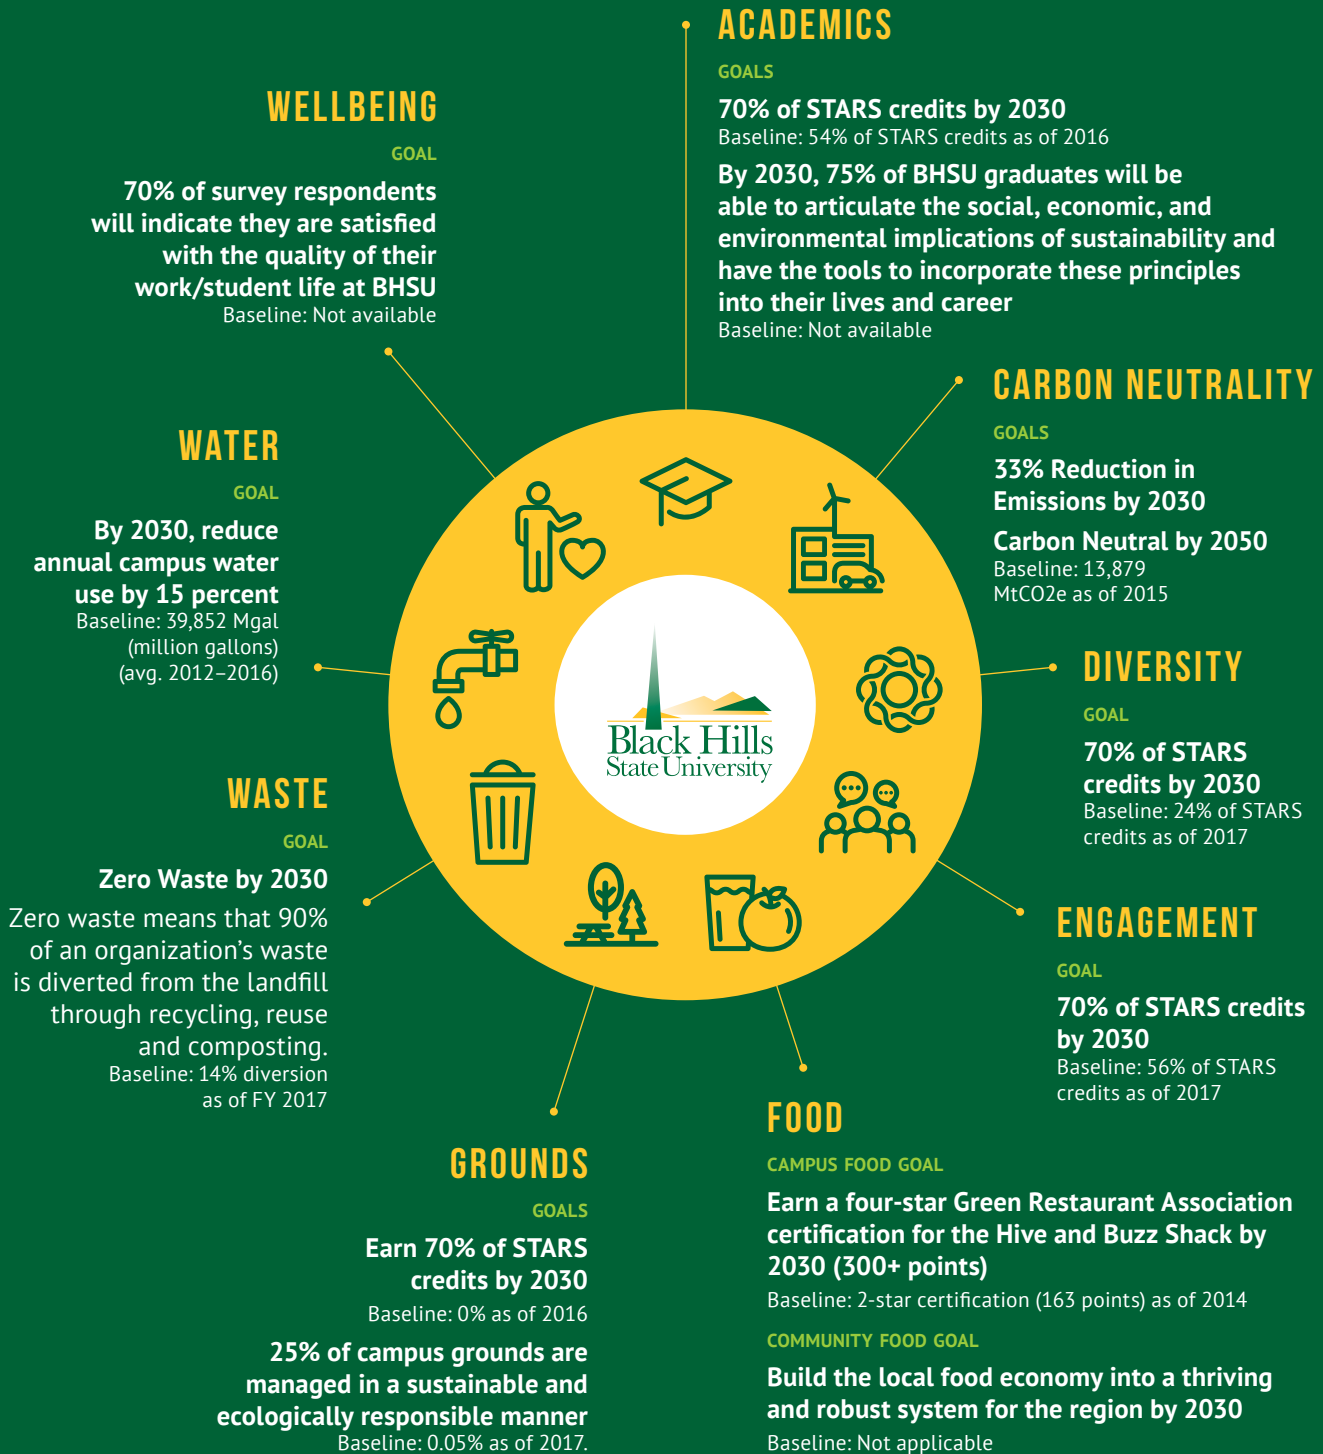 ACADEMICS
GOALS
70% of STARS credits by 2030
Baseline: 54% of STARS credits as of 2016
By 2030, 75% of BHSU graduates will be
able to articulate the social, economic, and
environmental implications of sustainability and
have the tools to incorporate these principles
into their lives and career
Baseline: Not available
CARBON NEUTRALITY
GOALS
33% Reduction in
Emissions by 2030
Carbon Neutral by 2050
Baseline: 13,879
MtCO2e as of 2015
DIVERSITY
GOAL
70% of STARS
credits by 2030
Baseline: 24% of STARS
credits as of 2017
ENGAGEMENT
GOAL
70% of STARS credits
by 2030
Baseline: 56% of STARS
credits as of 2017
FOOD
CAMPUS FOOD GOAL
Earn a four-star Green Restaurant Association
certification for the Hive and Buzz Shack by
2030 (300+ points)
Baseline: 2-star certification (163 points) as of 2014
COMMUNITY FOOD GOAL
Build the local food economy into a thriving
and robust system for the region by 2030
Baseline: Not applicable
GROUNDS
GOALS
Earn 70% of STARS
credits by 2030
Baseline: 0% as of 2016
25% of campus grounds are
managed in a sustainable and
ecologically responsible manner
Baseline: 0.05% as of 2017.
WASTE
GOAL
Zero Waste by 2030
Zero waste means that 90%
of an organization's waste
is diverted from the landfill
through recycling, reuse
and composting.
Baseline: 14% diversion
as of FY 2017
WATER
GOAL
By 2030, reduce
annual campus water
use by 15 percent
Baseline: 39,852 Mgal
(million gallons)
(avg. 2012–2016)
WELLBEING
GOAL
70% of survey respondents
will indicate they are satisfied
with the quality of their
work/student life at BHSU
Baseline: Not available
Black Hills
State University